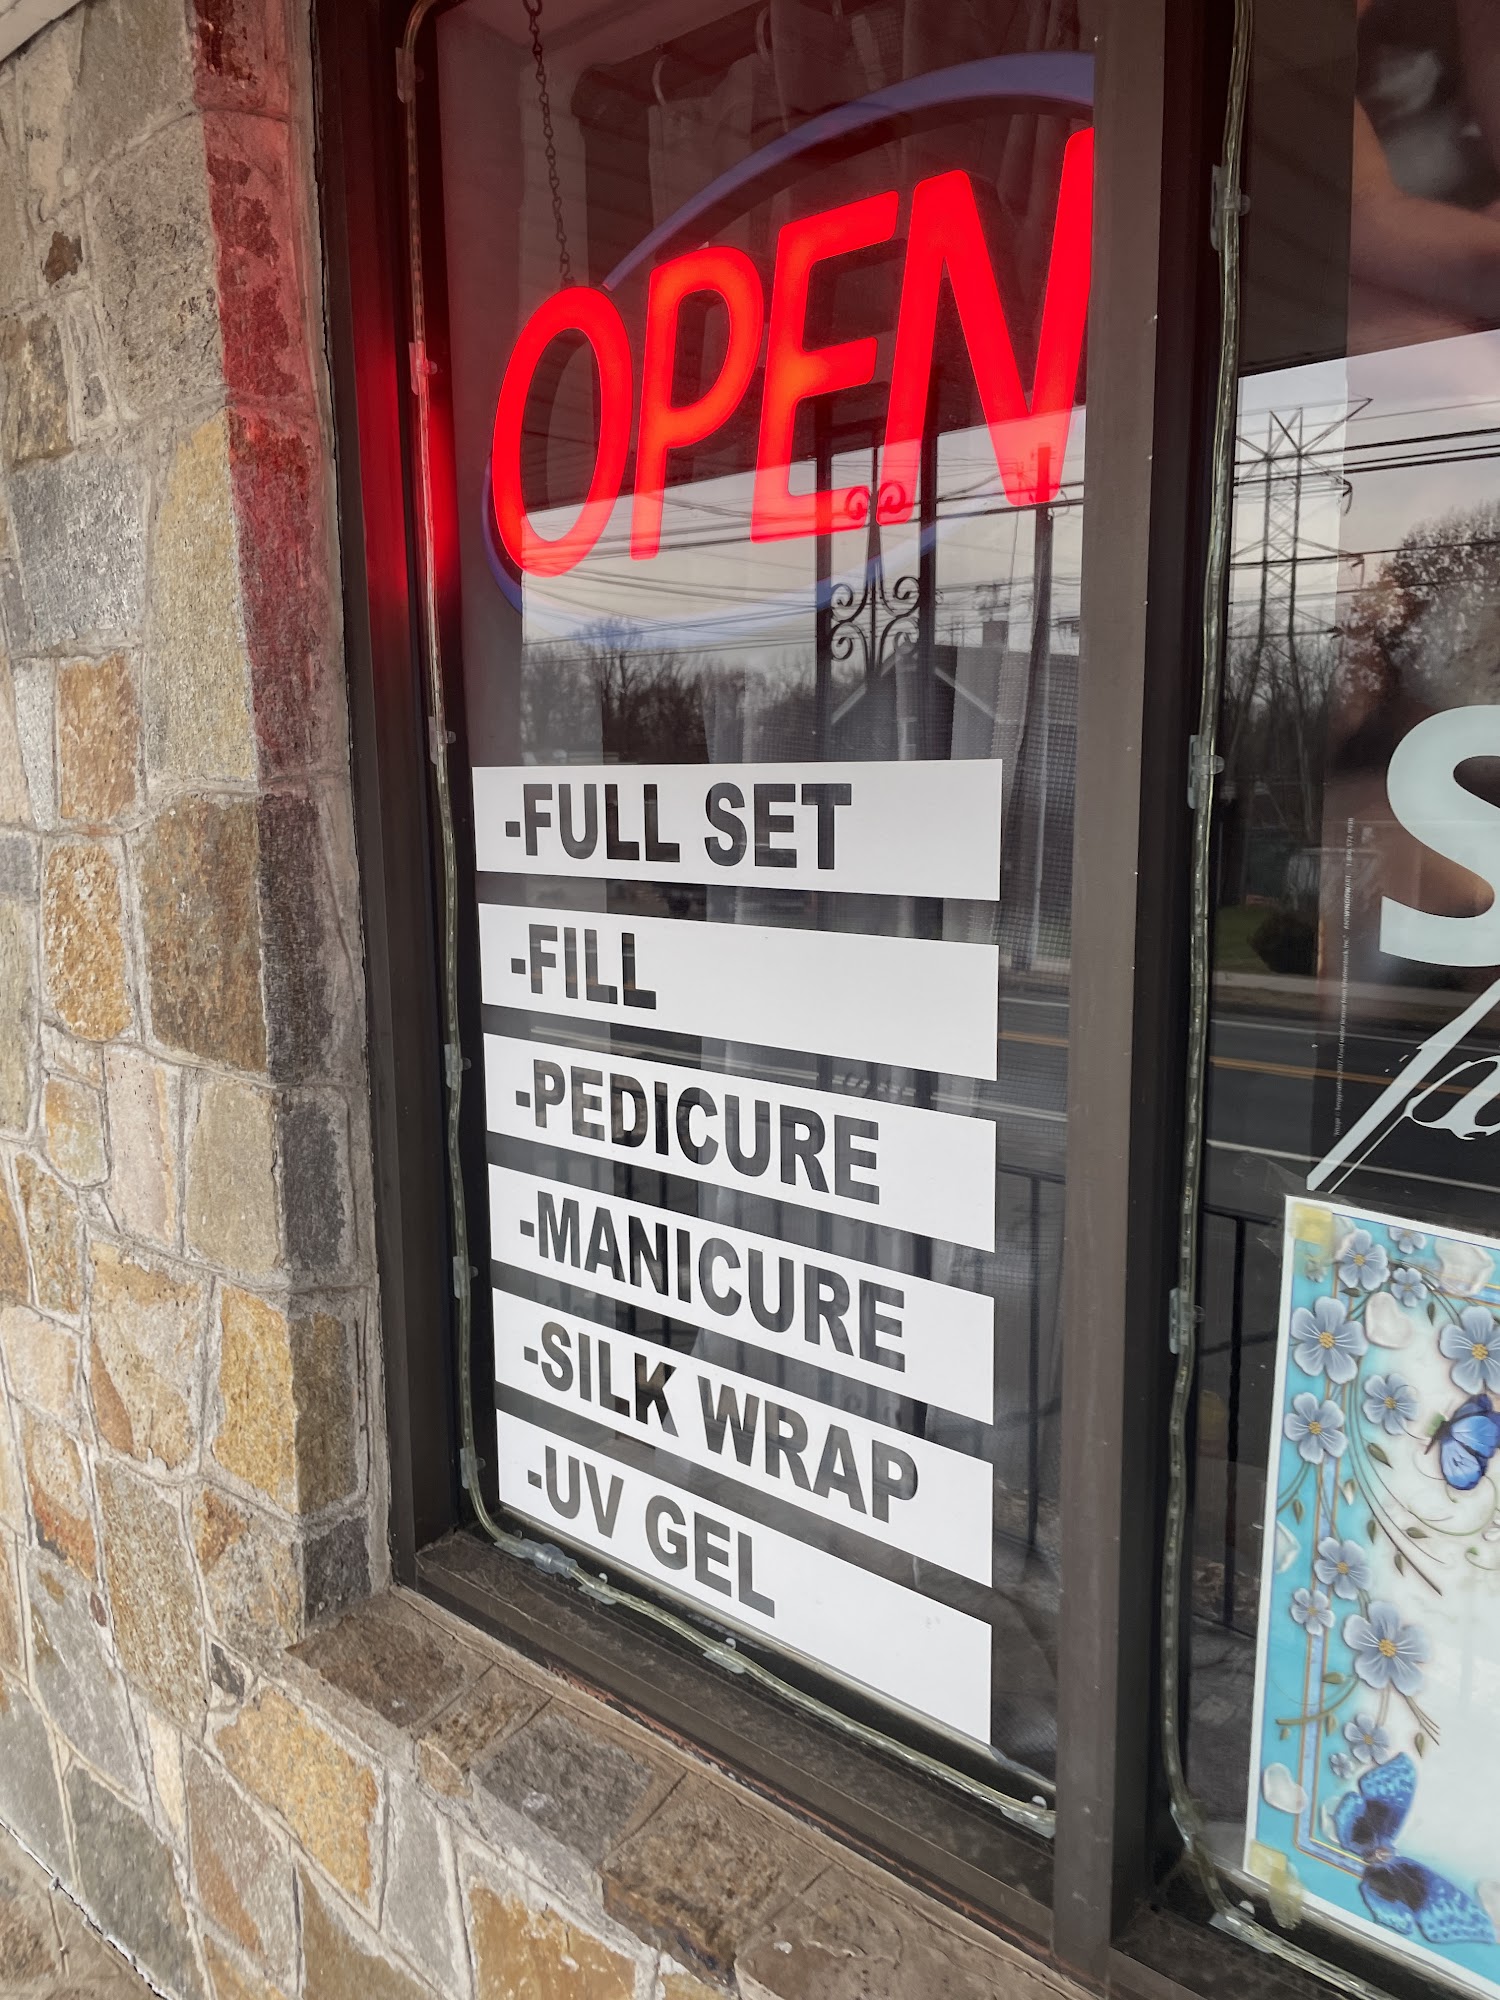 OPEN
-FULL SET
-FILL
-PEDICURE
-MANICURE
-SILK WRAP
-UV GEL
S